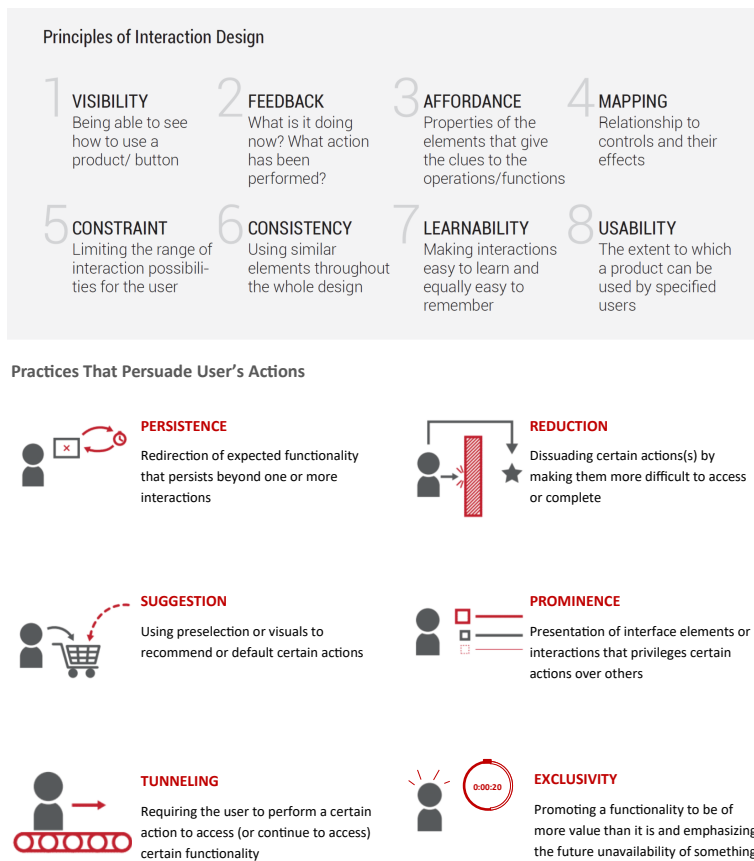 Principles of Interaction Design
1
VISIBILITY
Being able to see
how to use a
product/ button
2
FEEDBACK
What is it doing
now? What action
has been
performed?
3
AFFORDANCE
Properties of the
elements that give
the clues to the
operations/functions
4
MAPPING
Relationship to
controls and their
effects
5
CONSTRAINT
Limiting the range of
interaction possibili-
ties for the user
6
CONSISTENCY
Using similar
elements throughout
the whole design
7
LEARNABILITY
Making interactions
easy to learn and
equally easy to
remember
8
USABILITY
The extent to which
a product can be
used by specified
users
Practices That Persuade User's Actions
PERSISTENCE
Redirection of expected functionality
that persists beyond one or more
interactions
REDUCTION
Dissuading certain actions(s) by
making them more difficult to access
or complete
SUGGESTION
Using preselection or visuals to
recommend or default certain actions
PROMINENCE
Presentation of interface elements or
interactions that privileges certain
actions over others
TUNNELING
Requiring the user to perform a certain
action to access (or continue to access)
certain functionality
0:00:20
EXCLUSIVITY
Promoting a functionality to be of
more value than it is and emphasizing
the future unavailability of something